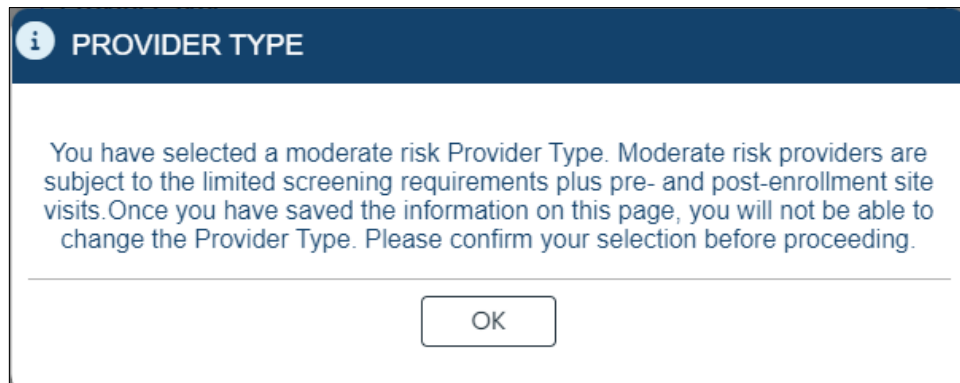 PROVIDER TYPE
You have selected a moderate risk Provider Type. Moderate risk providers are
subject to the limited screening requirements plus pre- and post-enrollment site
visits.Once you have saved the information on this page, you will not be able to
change the Provider Type. Please confirm your selection before proceeding.
OK